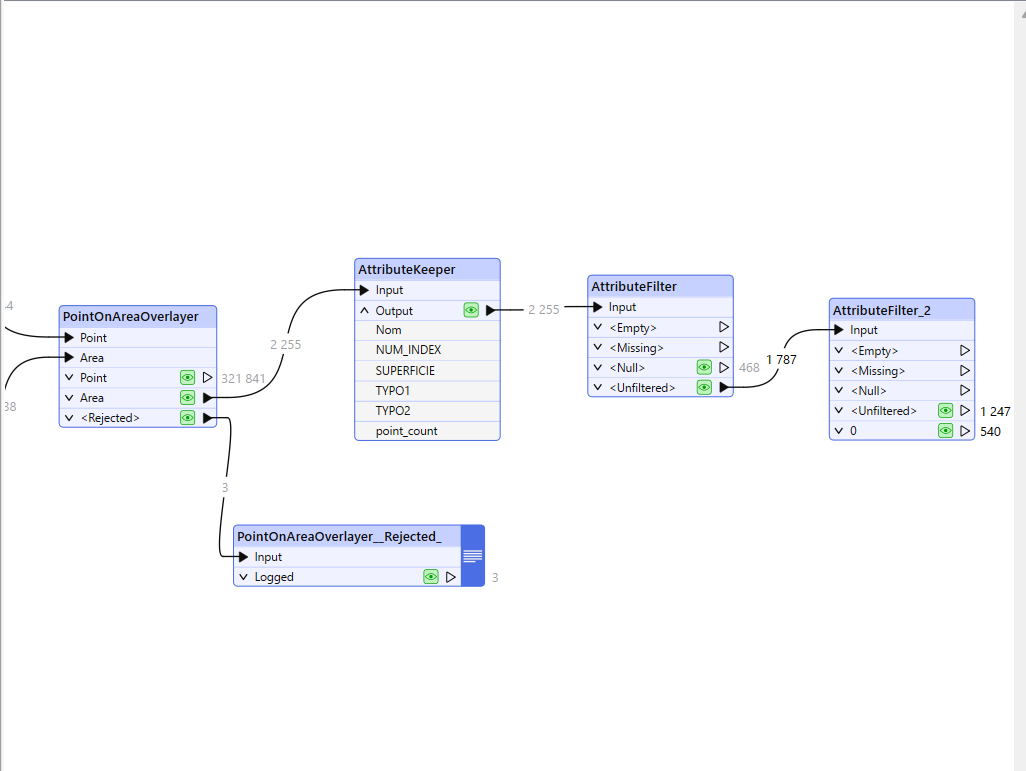 4
38
PointOnAreaOverlayer
Point
Area
Point
321 841
Area
<Rejected>
2 255
3
AttributeKeeper
Input
Output
2 255
Nom
NUM_INDEX
SUPERFICIE
TYPO1
TYPO2
point_count
PointOnAreaOverlayer__Rejected_
Input
Logged
3
AttributeFilter
Input
<Empty>
<Missing>
<Null>
468
<Unfiltered>
1 787
AttributeFilter_2
Input
<Empty>
<Missing>
<Null>
<Unfiltered>
1 247
0
540